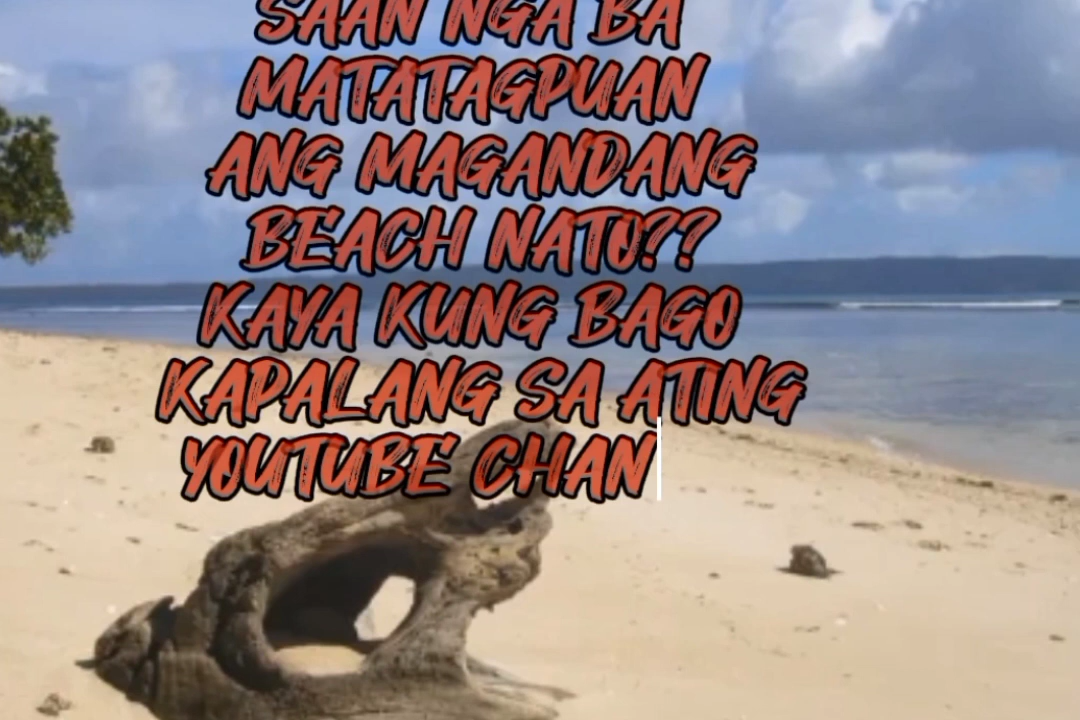 SAAN NGA BA
MATATAGPUAN
ANG MAGANDANG
BEACH NATO??
KAYA KUNG BAGO
KAPALANG SA ATING
YOUTUBE CHAN